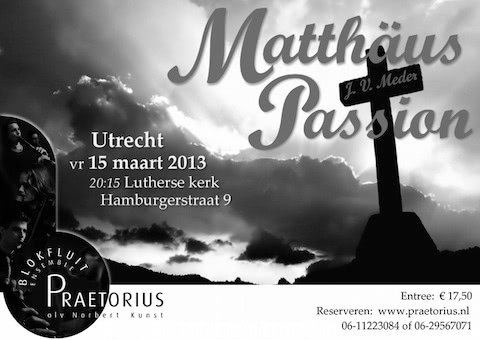 Matthäus
J. V. Meder
Passion
Utrecht
vr 15 maart 2013
20:15 Lutherse kerk
Hamburgerstraat 9
BLOKFLUIT
ENSEMBLE
PRAETORIUS
olv Norbert Kunst
Entree: € 17,50
Reserveren: www.praetorius.nl
06-11223084 of 06-29567071